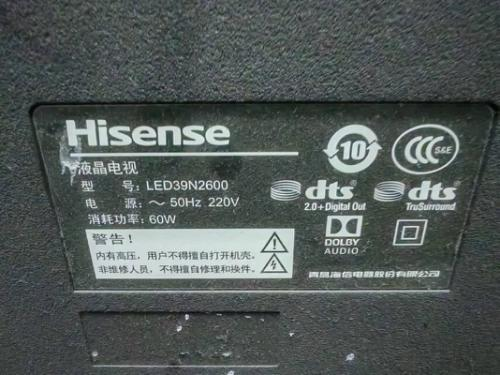 Hisense
液晶电视
型 号: LED39N2600
电 源: ～ 50Hz 220V
消耗功率: 60W
警告!
内有高压，用户不得擅自打开机壳。
非维修人员，不得擅自修理和换件。
10
CCC
S&E
dts
2.0+Digital Out
dts
TruSurround
DOLBY
AUDIO
青岛海信电器股份有限公司